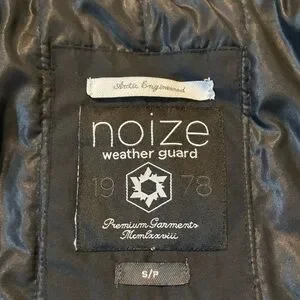 Arctic Engineered
noize
weather guard
19 78
Premium Garments
Mcmlxxviii
S/P